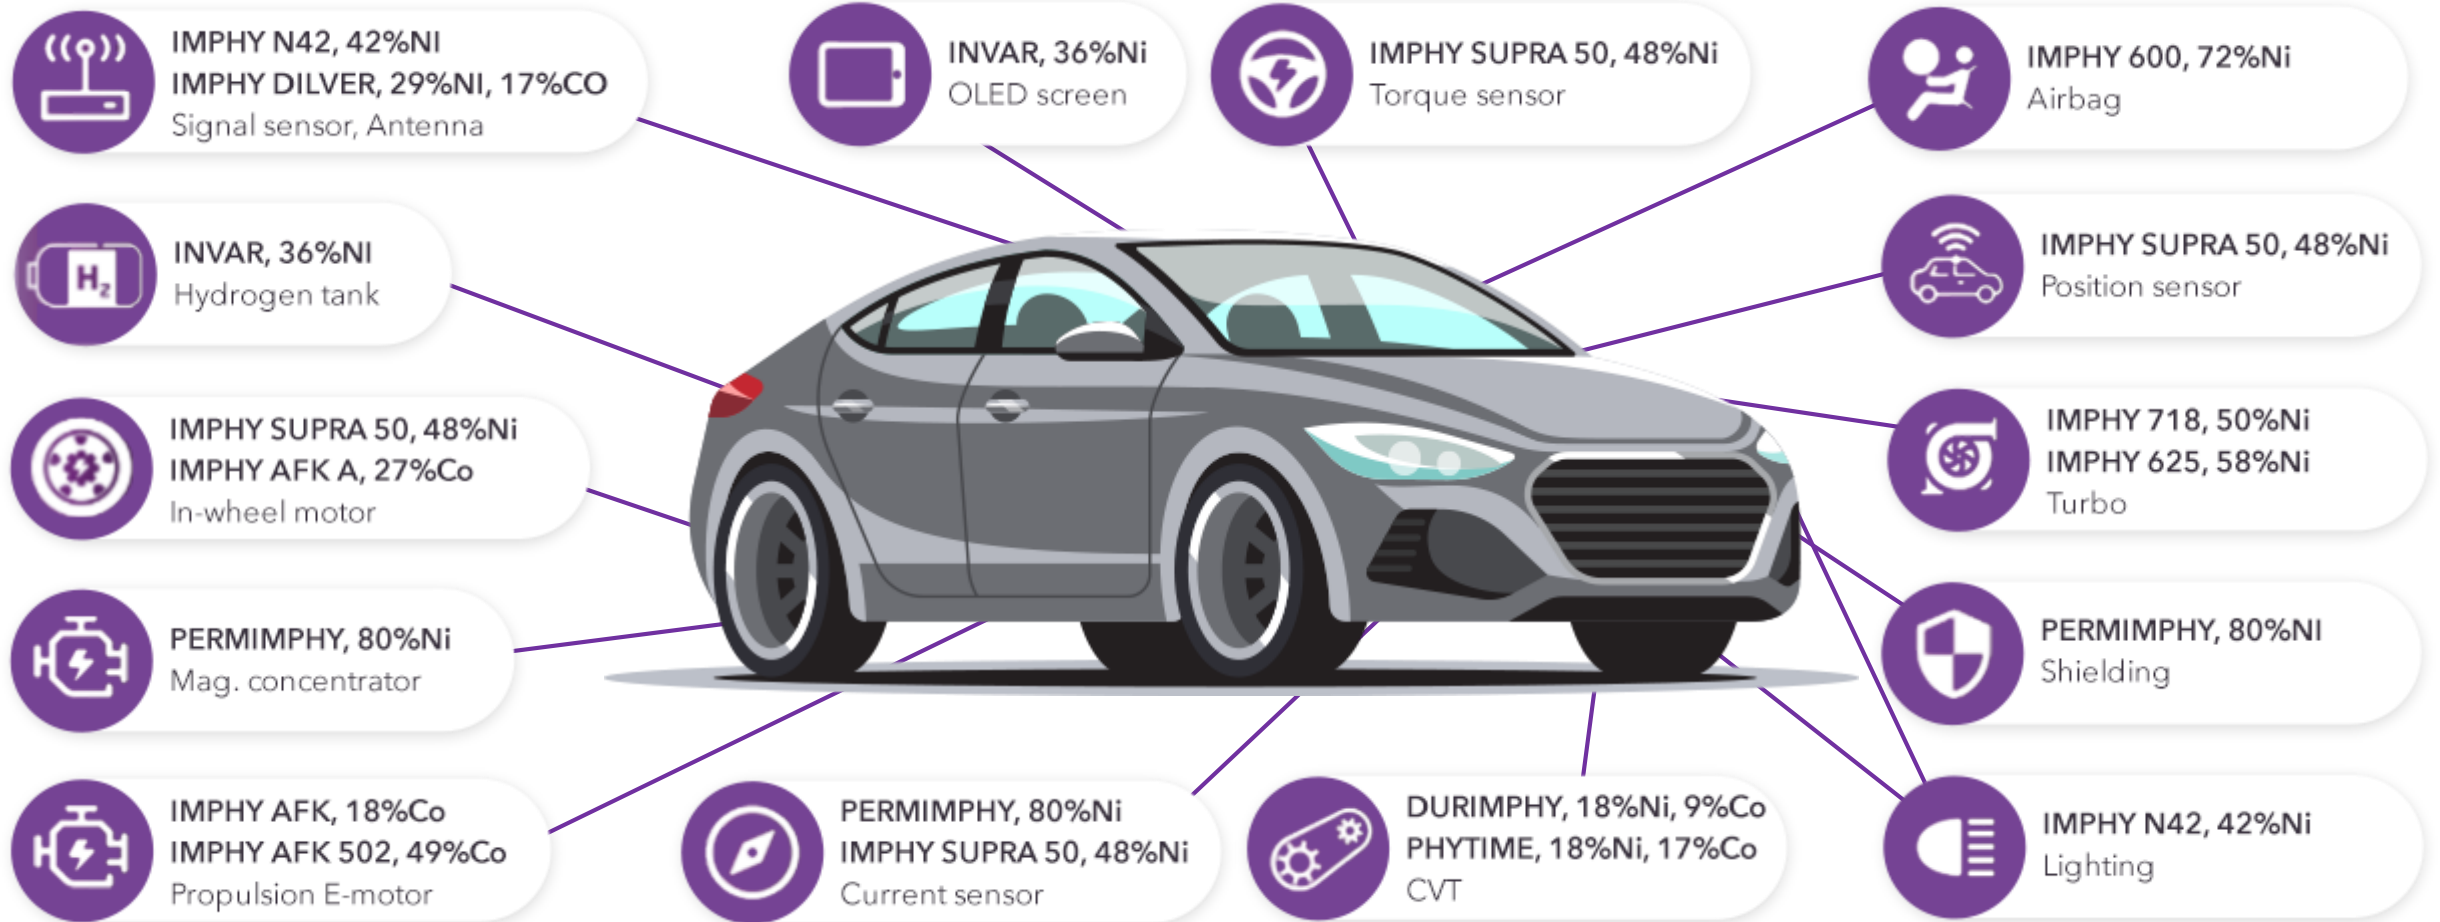 IMPHY N42, 42%NI
IMPHY DILVER, 29%NI, 17%CO
Signal sensor, Antenna
INVAR, 36%Ni
OLED screen
IMPHY SUPRA 50, 48%Ni
Torque sensor
IMPHY 600, 72%Ni
Airbag
H2
INVAR, 36%NI
Hydrogen tank
IMPHY SUPRA 50, 48%Ni
Position sensor
IMPHY SUPRA 50, 48%Ni
IMPHY AFK A, 27%Co
In-wheel motor
IMPHY 718, 50%Ni
IMPHY 625, 58%Ni
Turbo
PERMIMPHY, 80%Ni
Mag. concentrator
PERMIMPHY, 80%NI
Shielding
IMPHY AFK, 18%Co
IMPHY AFK 502, 49%Co
Propulsion E-motor
PERMIMPHY, 80%Ni
IMPHY SUPRA 50, 48%Ni
Current sensor
DURIMPHY, 18%Ni, 9%Co
PHYTIME, 18%Ni, 17%Co
CVT
IMPHY N42, 42%Ni
Lighting